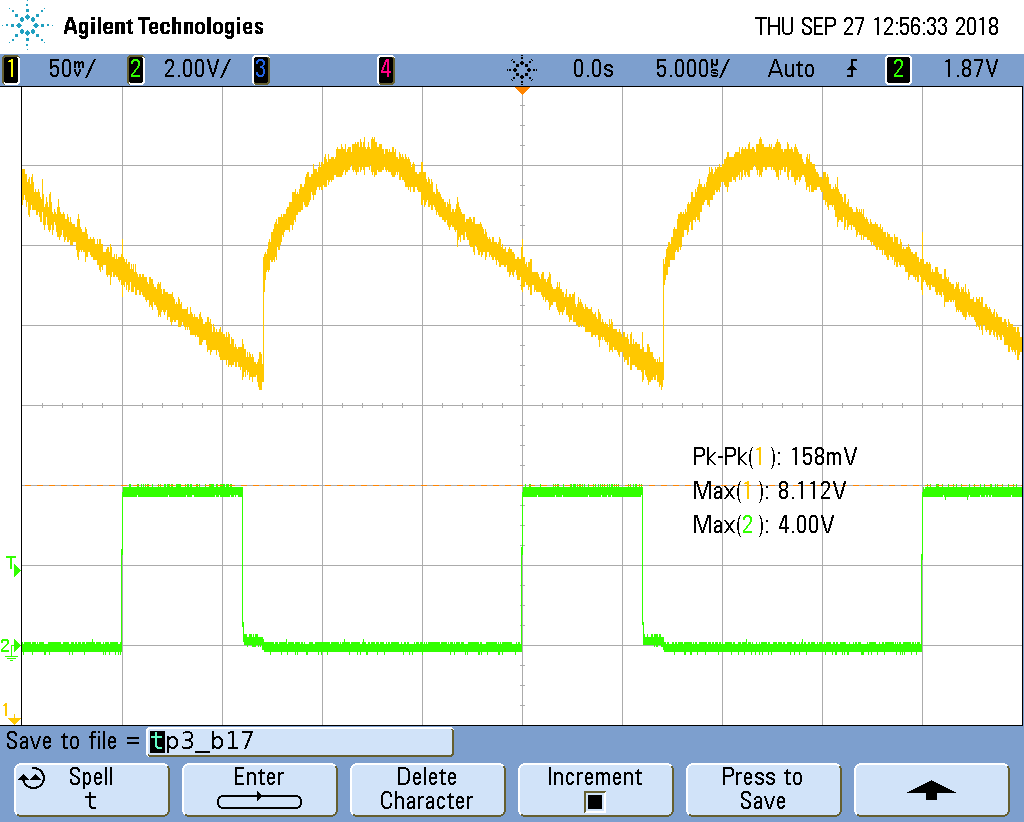 Agilent Technologies THU SEP 27 12:56:33 2018
1 50mV/ 2 2.00V/ 3 4 0.0s 5.000us/ Auto 2 1.87V
Pk-Pk(1): 158mV
Max(1): 8.112V
Max(2): 4.00V
T
2
1
Save to file = tp3_b17
Spell
t
Enter
Delete
Character
Increment
Press to
Save